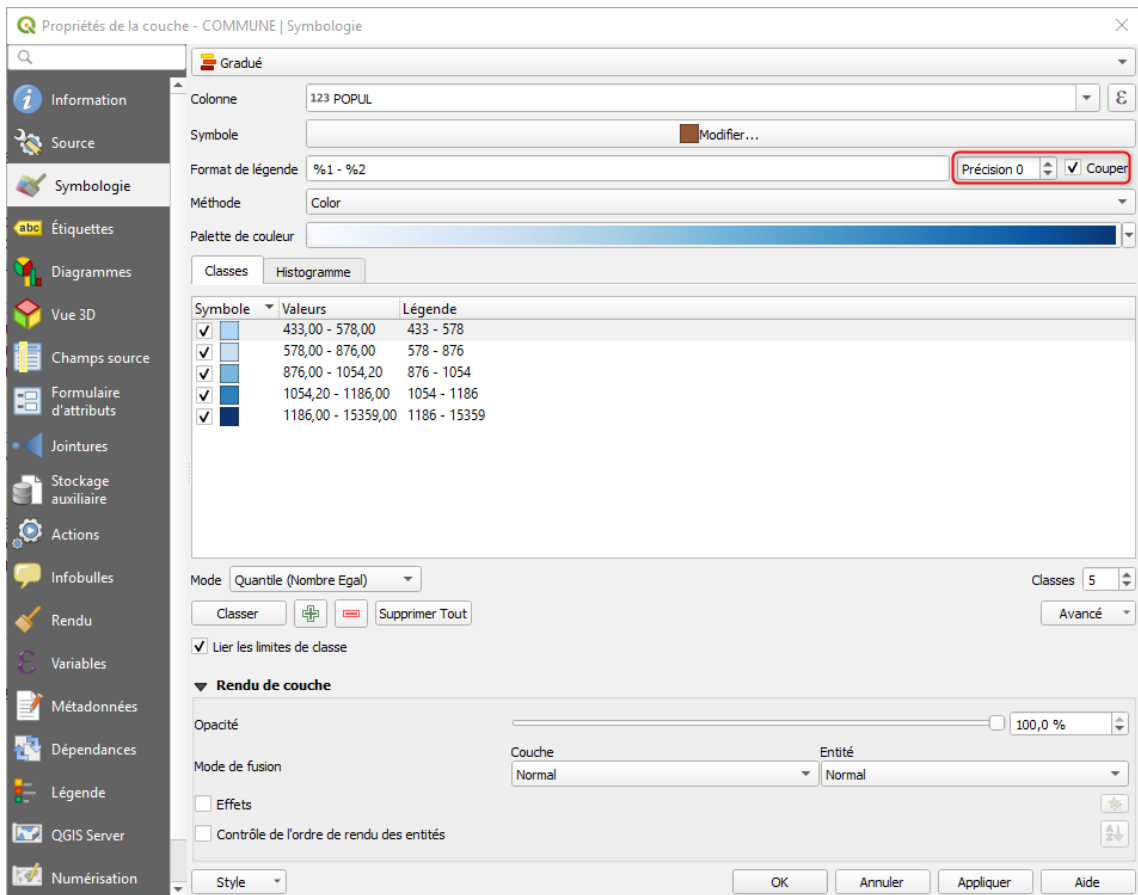 Propriétés de la couche - COMMUNE | Symbologie
Gradué
Information
Source
Symbologie
abc Étiquettes
Diagrammes
Vue 3D
Champs source
Formulaire
d'attributs
Jointures
Stockage
auxiliaire
Actions
Infobulles
Rendu
Variables
Métadonnées
Dépendances
Légende
QGIS Server
Numérisation
Colonne 123 POPUL ε
Symbole Modifier...
Format de légende %1 - %2 Précision 0 Couper
Méthode Color
Palette de couleur
Classes Histogramme
Symbole Valeurs Légende
433,00 - 578,00 433 - 578
578,00 - 876,00 578 - 876
876,00 - 1054,20 876 - 1054
1054,20 - 1186,00 1054 - 1186
1186,00 - 15359,00 1186 - 15359
Mode Quantile (Nombre Egal) Classes 5
Classer Supprimer Tout Avancé
Lier les limites de classe
Rendu de couche
Opacité 100,0 %
Couche Entité
Mode de fusion Normal Normal
Effets
Contrôle de l'ordre de rendu des entités
Style OK Annuler Appliquer Aide